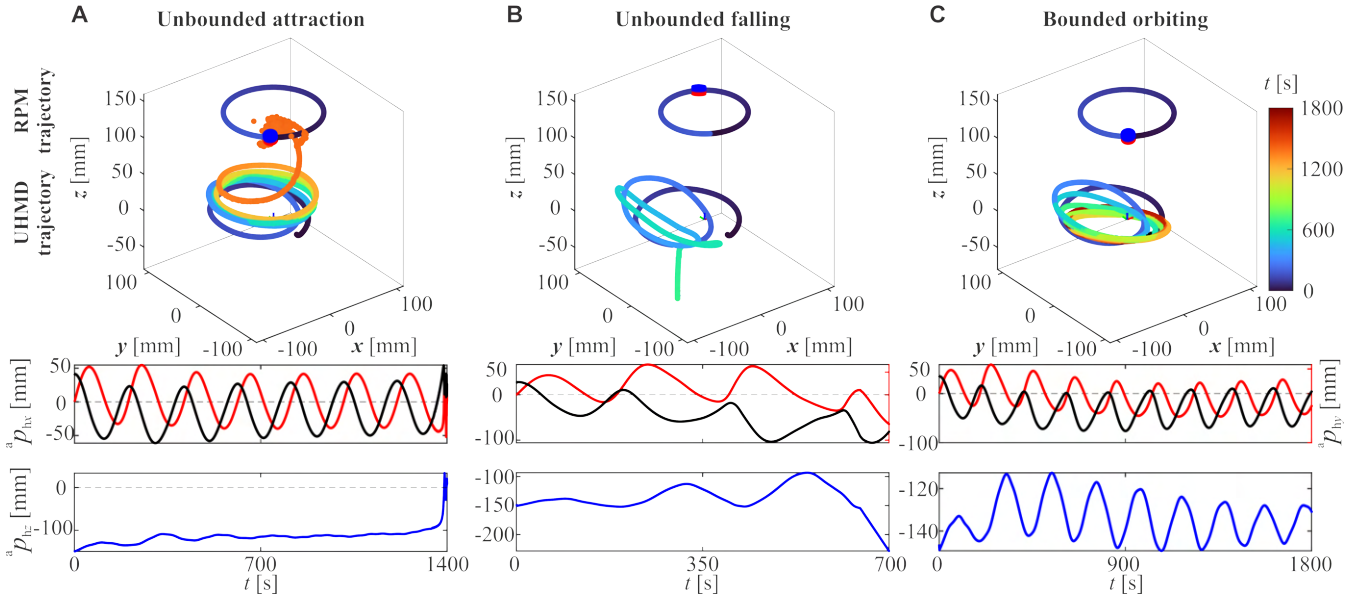 A Unbounded attraction
B Unbounded falling
C Bounded orbiting
RPM trajectory
UHMD trajectory
z [mm]
150
100
50
0
-50
100
0
-100
y [mm]
-100
0
100
x [mm]
z [mm]
150
100
50
0
-50
100
0
-100
y [mm]
-100
0
100
x [mm]
z [mm]
150
100
50
0
-50
100
0
-100
y [mm]
-100
0
100
x [mm]
t [s]
1800
1200
600
0
ᵃp_hx [mm]
50
0
-50
0
-100
50
0
-100
ᵃp_hy [mm]
ᵃp_hz [mm]
0
-100
0
700
1400
t [s]
-100
-150
-200
0
350
700
t [s]
-120
-140
0
900
1800
t [s]